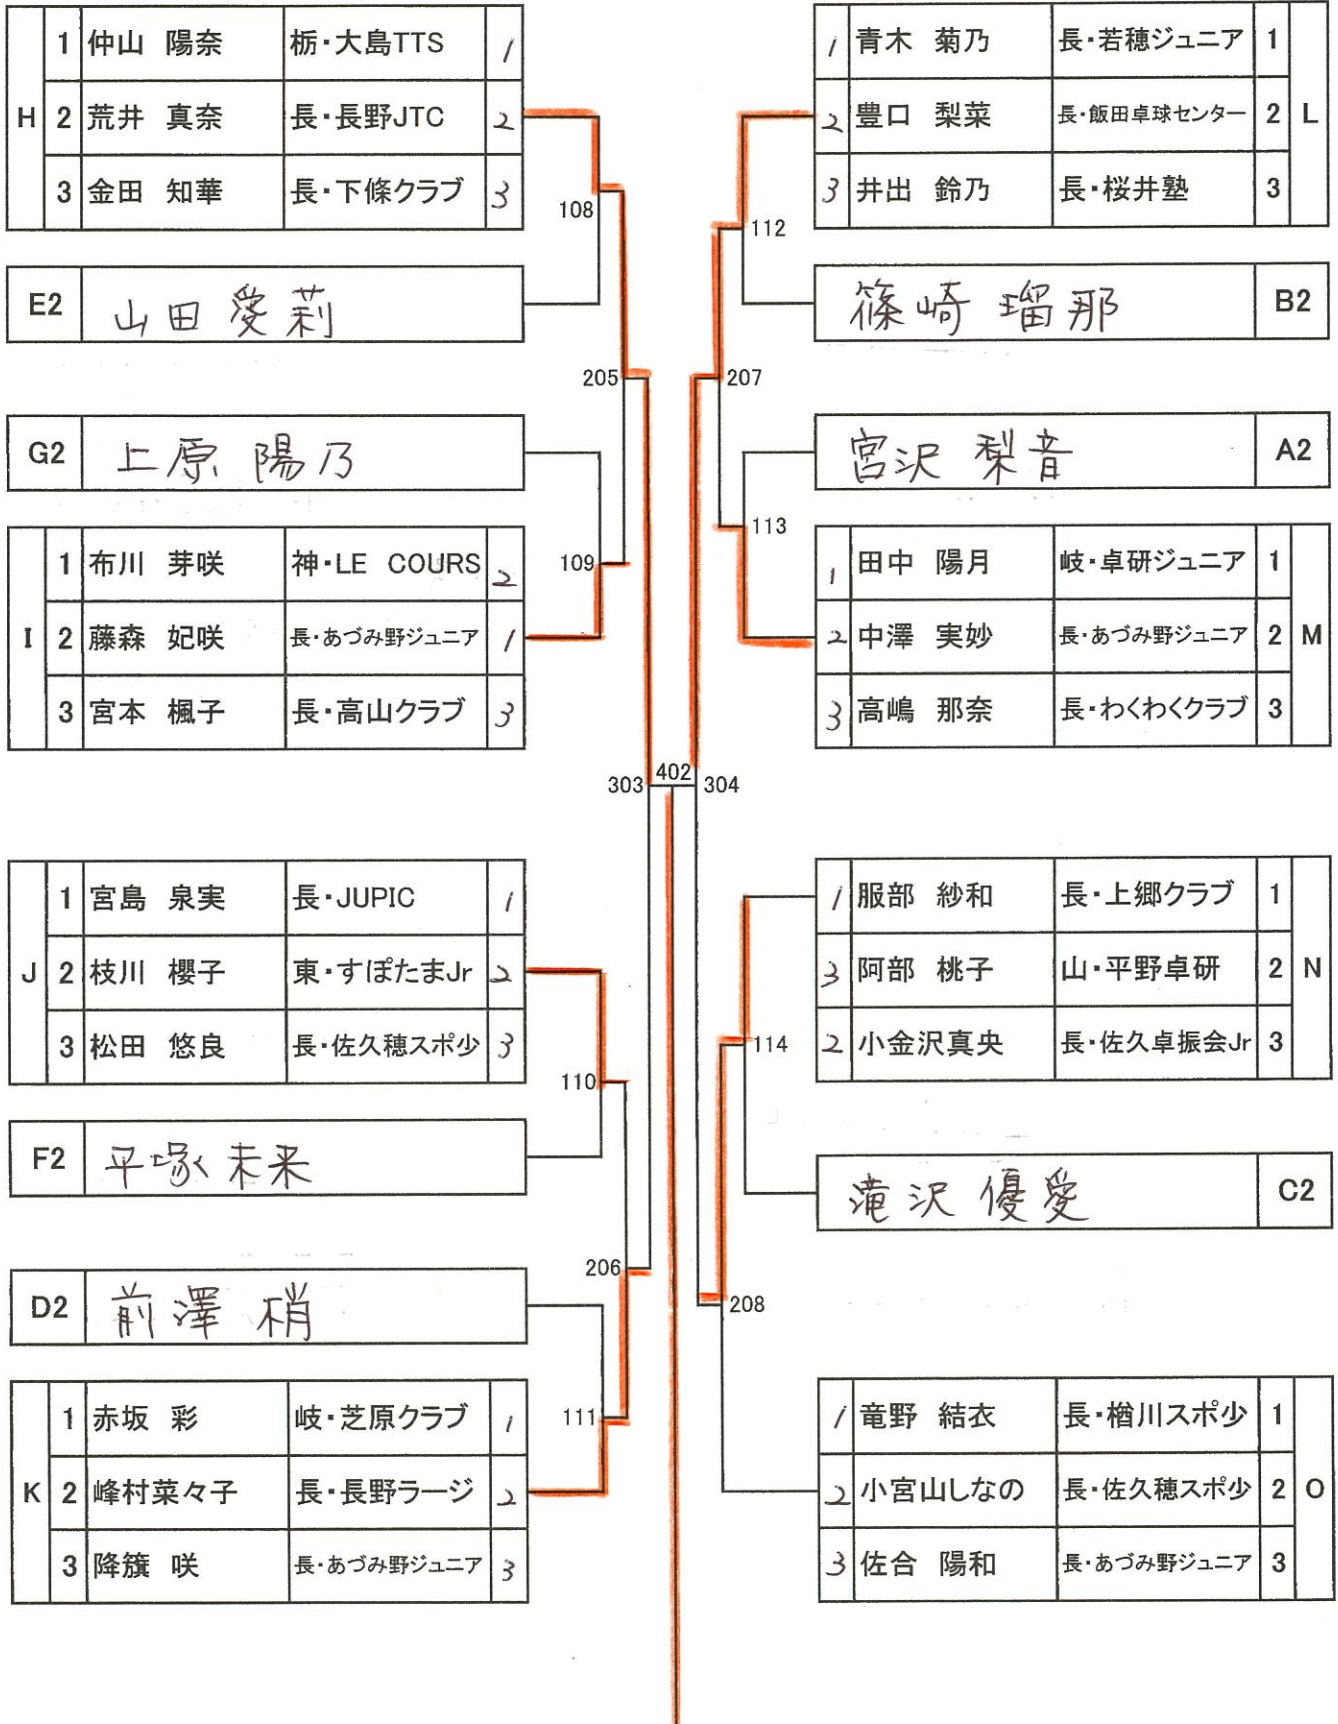 H 1 仲山 陽奈 栃・大島TTS 1
2 荒井 真奈 長・長野JTC 2
3 金田 知華 長・下條クラブ 3
108
E2 山田 愛莉
205
G2 上原 陽乃
109
I 1 布川 芽咲 神・LE COURS 2
2 藤森 妃咲 長・あづみ野ジュニア 1
3 宮本 楓子 長・高山クラブ 3
303 402 304
J 1 宮島 泉実 長・JUPIC 1
2 枝川 櫻子 東・すぽたまJr 2
3 松田 悠良 長・佐久穂スポ少 3
110
F2 平塚 未来
206
D2 前澤 梢
111
K 1 赤坂 彩 岐・芝原クラブ 1
2 峰村菜々子 長・長野ラージ 2
3 降籏 咲 長・あづみ野ジュニア 3
1 青木 菊乃 長・若穂ジュニア 1 L
2 豊口 梨菜 長・飯田卓球センター 2
3 井出 鈴乃 長・桜井塾 3
112
篠崎 瑠那 B2
207
宮沢 梨音 A2
113
1 田中 陽月 岐・卓研ジュニア 1 M
2 中澤 実妙 長・あづみ野ジュニア 2
3 高嶋 那奈 長・わくわくクラブ 3
1 服部 紗和 長・上郷クラブ 1 N
3 阿部 桃子 山・平野卓研 2
2 小金沢真央 長・佐久卓振会Jr 3
114
滝沢 優愛 C2
208
1 竜野 結衣 長・楢川スポ少 1 O
2 小宮山しなの 長・佐久穂スポ少 2
3 佐合 陽和 長・あづみ野ジュニア 3